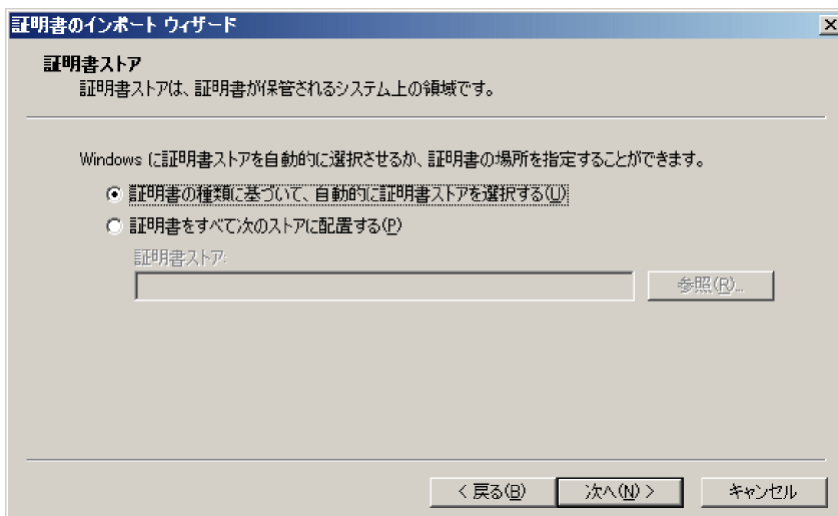 証明書のインポート ウィザード
証明書ストア
証明書ストアは、証明書が保管されるシステム上の領域です。
Windows に証明書ストアを自動的に選択させるか、証明書の場所を指定することができます。
証明書の種類に基づいて、自動的に証明書ストアを選択する(U)
証明書をすべて次のストアに配置する(P)
証明書ストア:
参照(R)...
< 戻る(B)
次へ(N) >
キャンセル